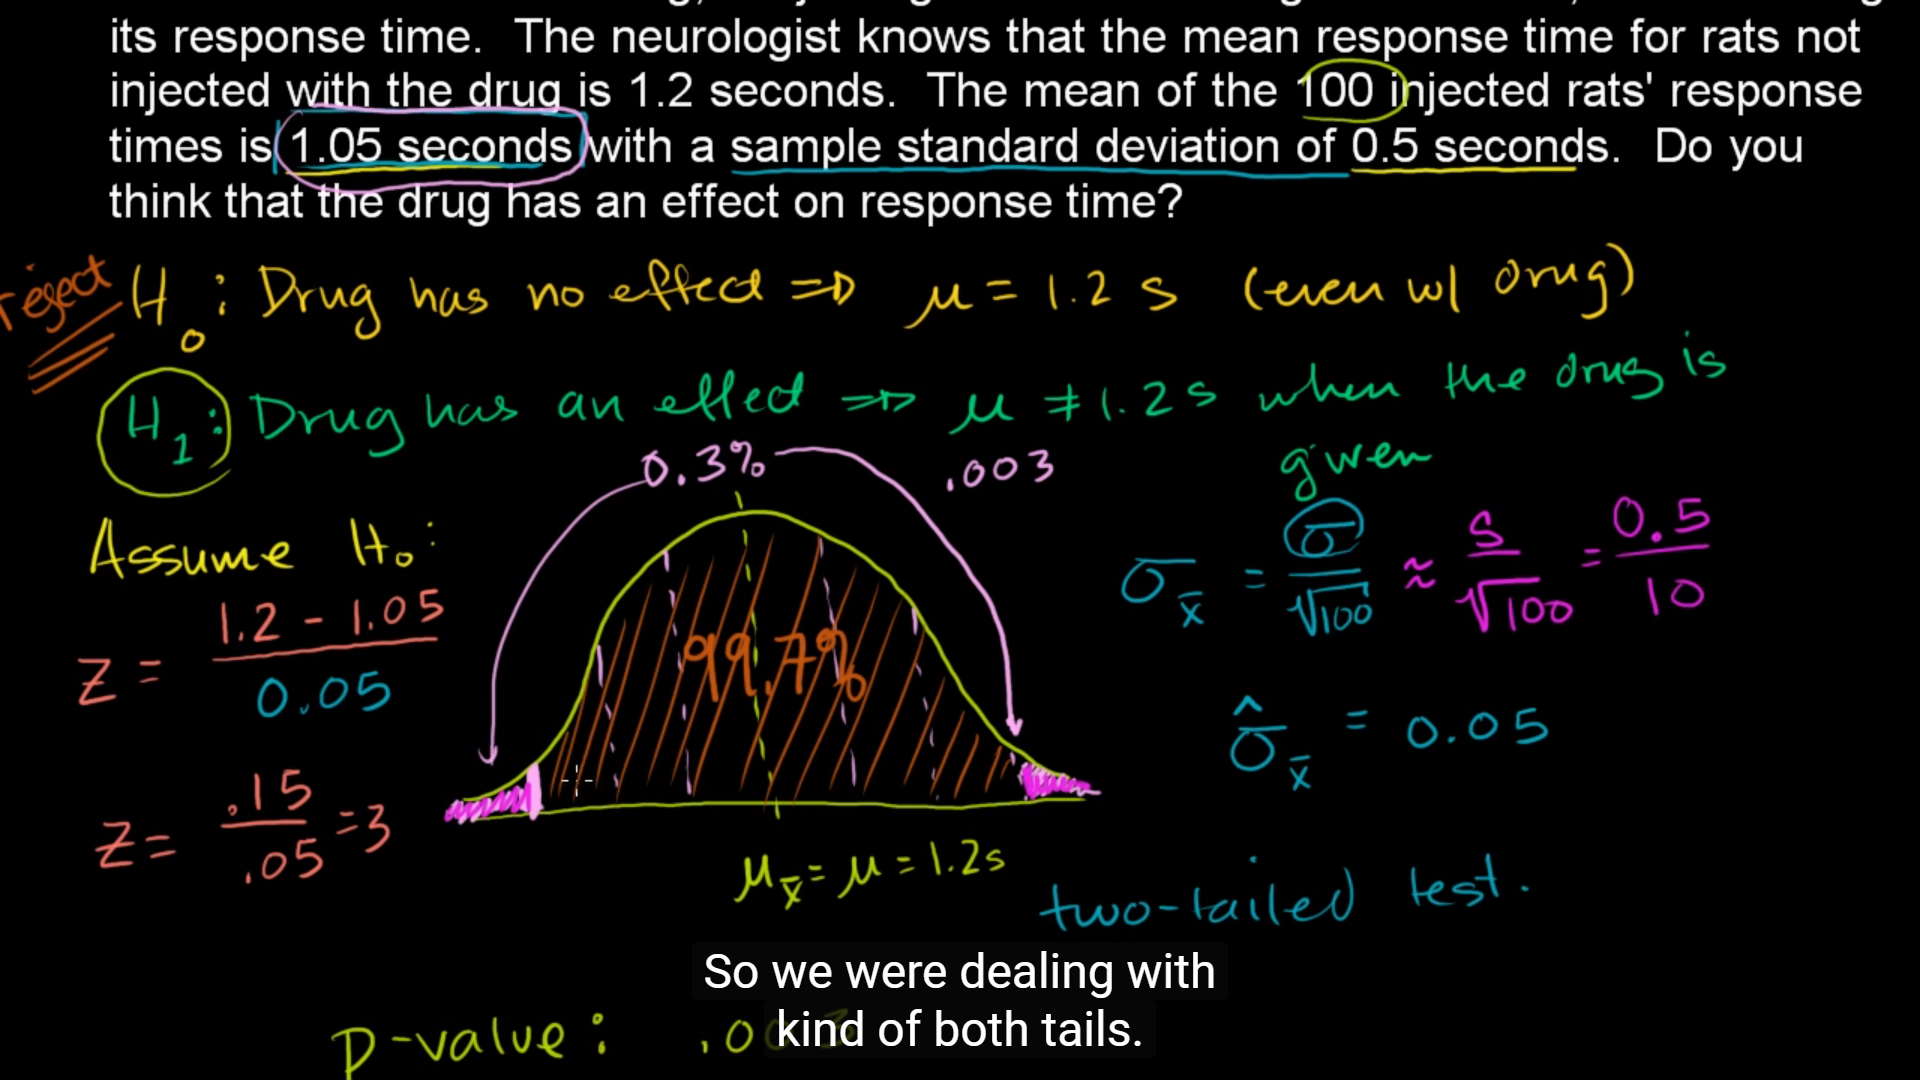 its response time. The neurologist knows that the mean response time for rats not
injected with the drug is 1.2 seconds. The mean of the 100 injected rats' response
times is 1.05 seconds with a sample standard deviation of 0.5 seconds. Do you
think that the drug has an effect on response time?
reject H₀: Drug has no effect => μ = 1.2 s (even w/ drug)
H₁: Drug has an effect => μ ≠ 1.2 s when the drug is
given
0.3% .003
Assume H₀:
Z = (1.2 - 1.05) / 0.05
99.7%
σ_x̄ = σ/√100 ≈ s/√100 = 0.5/10
σ̂_x̄ = 0.05
Z = .15/.05 = 3
μ_x̄ = μ = 1.2s
two-tailed test.
So we were dealing with
kind of both tails.
P-value: .003